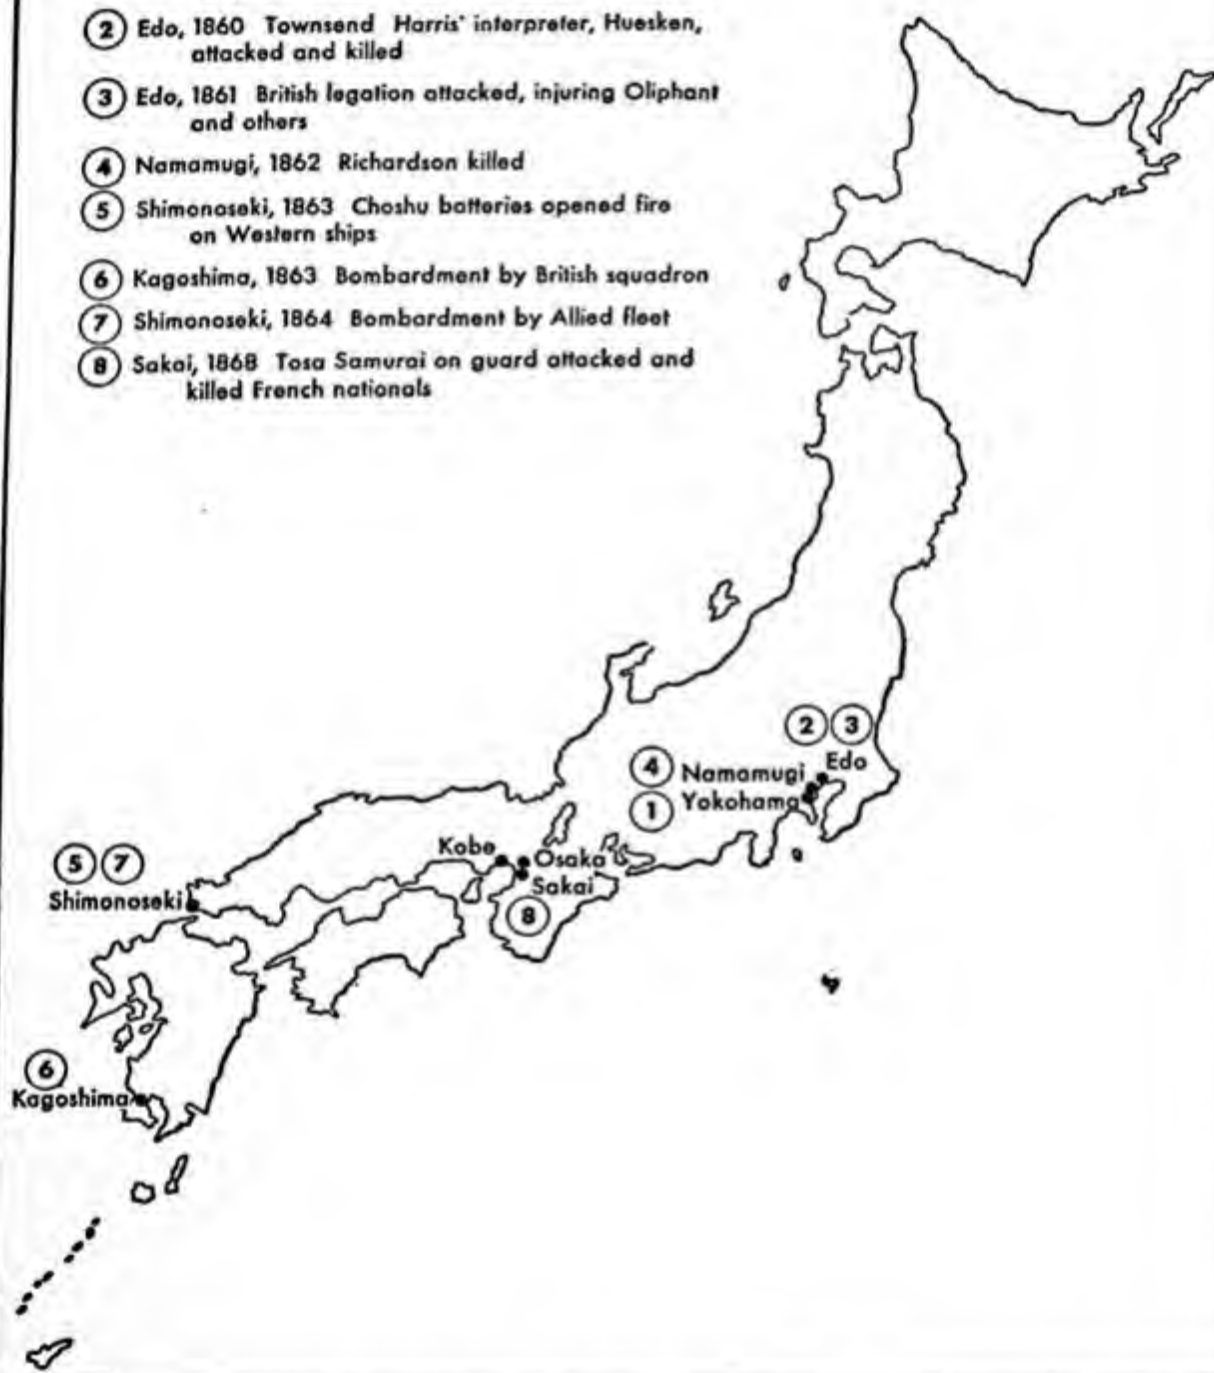 2 Edo, 1860 Townsend Harris' interpreter, Huesken,
attacked and killed
3 Edo, 1861 British legation attacked, injuring Oliphant
and others
4 Namamugi, 1862 Richardson killed
5 Shimonoseki, 1863 Choshu batteries opened fire
on Western ships
6 Kagoshima, 1863 Bombardment by British squadron
7 Shimonoseki, 1864 Bombardment by Allied fleet
8 Sakai, 1868 Tosa Samurai on guard attacked and
killed French nationals
2 3
Edo
4 Namamugi
1 Yokohama
Kobe
Osaka
Sakai
8
5 7
Shimonoseki
6
Kagoshima